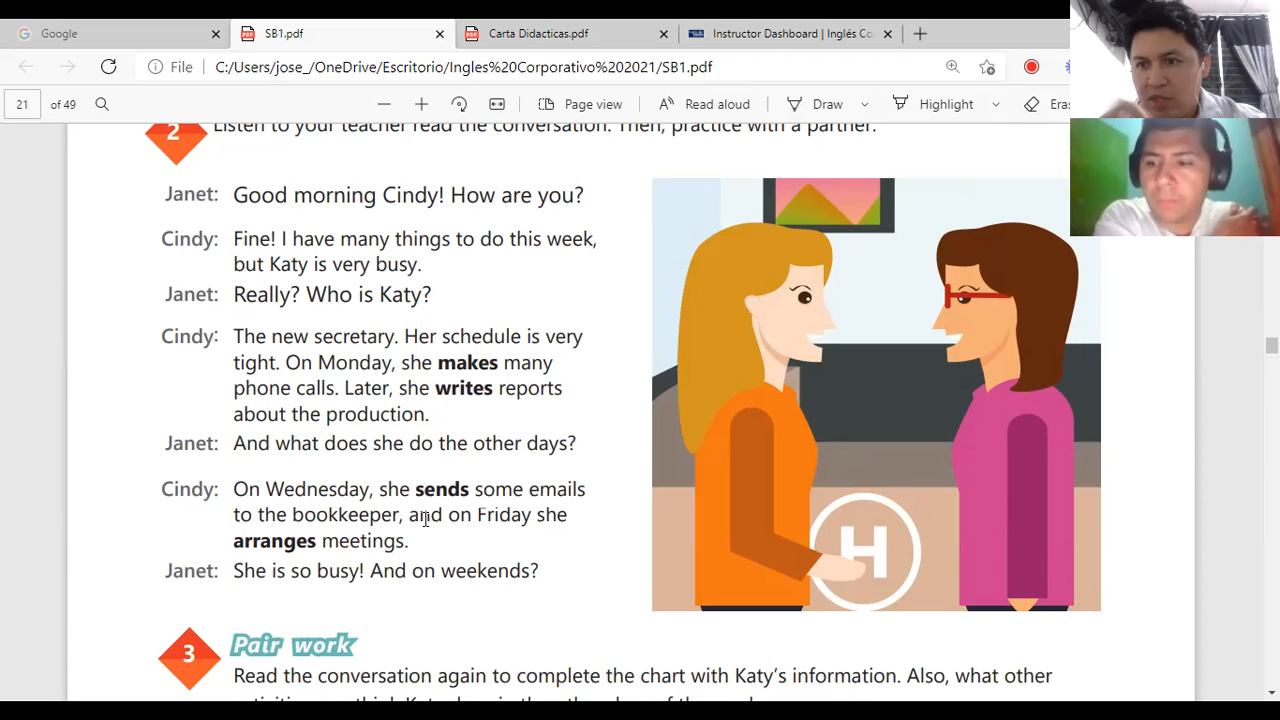 Google
SB1.pdf
Carta Didacticas.pdf
Instructor Dashboard | Inglés Co
File
C:/Users/jose_/OneDrive/Escritorio/Ingles%20Corporativo%202021/SB1.pdf
21
of 49
Page view
Read aloud
Draw
Highlight
Eras
2
Listen to your teacher read the conversation. Then, practice with a partner.
Janet: Good morning Cindy! How are you?
Cindy: Fine! I have many things to do this week,
but Katy is very busy.
Janet: Really? Who is Katy?
Cindy: The new secretary. Her schedule is very
tight. On Monday, she makes many
phone calls. Later, she writes reports
about the production.
Janet: And what does she do the other days?
Cindy: On Wednesday, she sends some emails
to the bookkeeper, and on Friday she
arranges meetings.
Janet: She is so busy! And on weekends?
H
3
Pair work
Read the conversation again to complete the chart with Katy's information. Also, what other